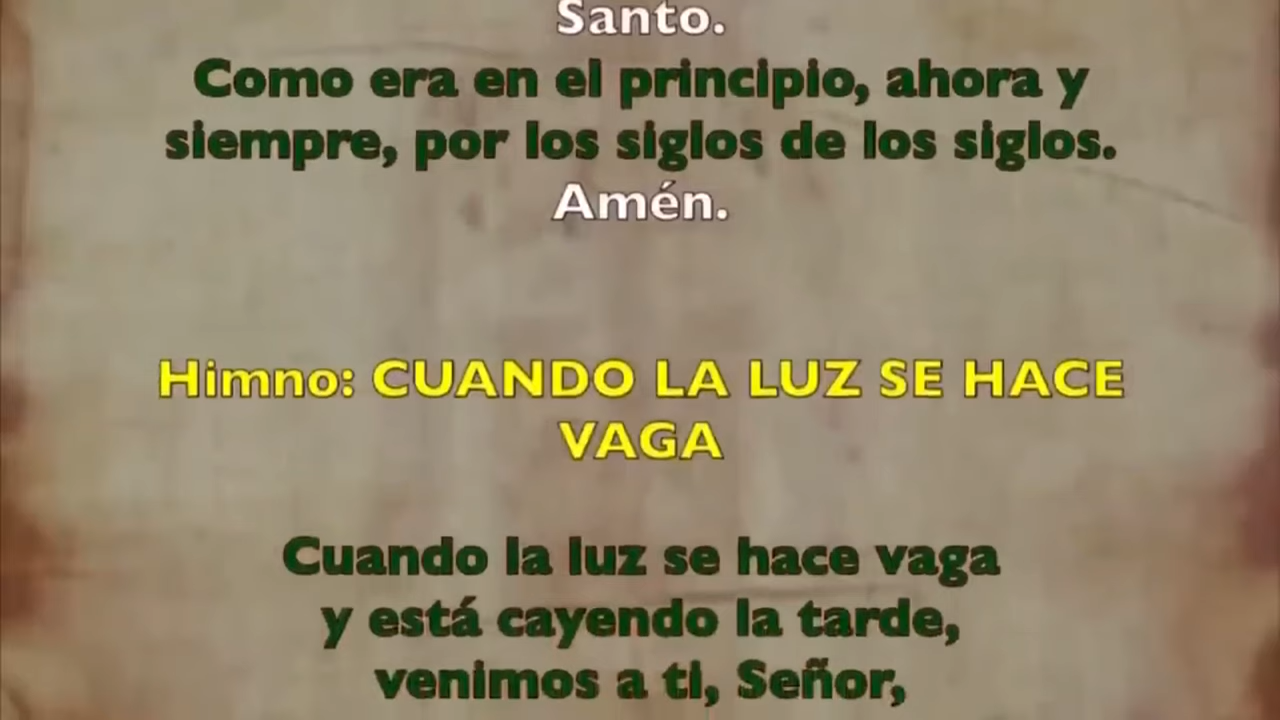 Santo.
Como era en el principio, ahora y
siempre, por los siglos de los siglos.
Amén.
Himno: CUANDO LA LUZ SE HACE
VAGA
Cuando la luz se hace vaga
y está cayendo la tarde,
venimos a ti, Señor,